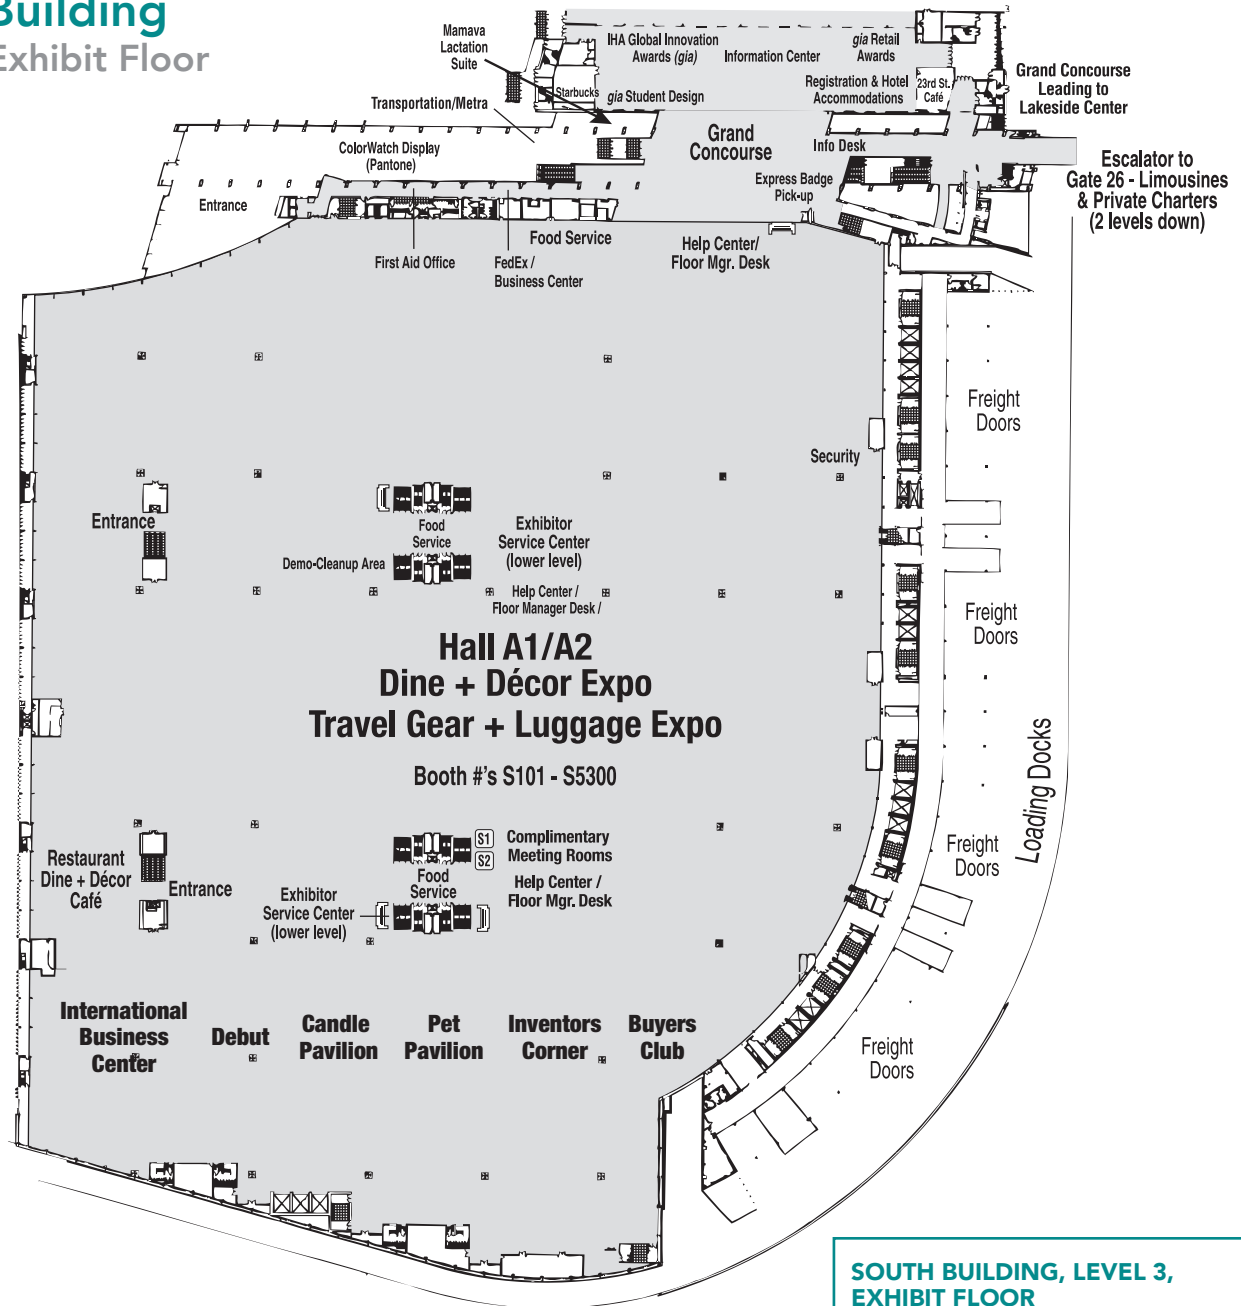 Building
Exhibit Floor
Mamava
Lactation
Suite
IHA Global Innovation
Awards (gia)
Information Center
gia Retail
Awards
Starbucks
gia Student Design
Registration & Hotel
Accommodations
23rd St.
Café
Grand Concourse
Leading to
Lakeside Center
Transportation/Metra
Grand
Concourse
Info Desk
ColorWatch Display
(Pantone)
Express Badge
Pick-up
Escalator to
Gate 26 - Limousines
& Private Charters
(2 levels down)
Entrance
Food Service
First Aid Office
FedEx /
Business Center
Help Center/
Floor Mgr. Desk
Freight
Doors
Security
Entrance
Food
Service
Exhibitor
Service Center
(lower level)
Demo-Cleanup Area
Help Center /
Floor Manager Desk /
Freight
Doors
Hall A1/A2
Dine + Décor Expo
Travel Gear + Luggage Expo
Booth #'s S101 - S5300
Loading Docks
S1
S2
Complimentary
Meeting Rooms
Restaurant
Dine + Décor
Café
Entrance
Food
Service
Help Center /
Floor Mgr. Desk
Exhibitor
Service Center
(lower level)
Freight
Doors
International
Business
Center
Debut
Candle
Pavilion
Pet
Pavilion
Inventors
Corner
Buyers
Club
Freight
Doors
SOUTH BUILDING, LEVEL 3,
EXHIBIT FLOOR